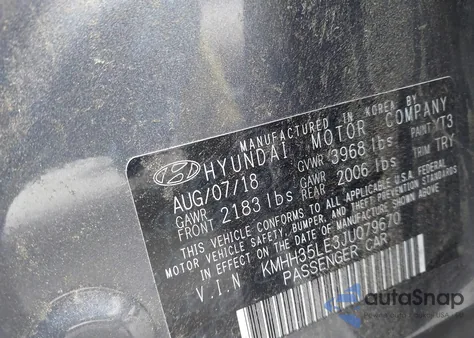 MANUFACTURED IN KOREA BY
HYUNDAI MOTOR COMPANY
AUG/07/18 GVWR 3968 lbs PAINT YT3
GAWR FRONT 2183 lbs GAWR REAR 2006 lbs TRIM TRY
THIS VEHICLE CONFORMS TO ALL APPLICABLE U.S.A. FEDERAL
MOTOR VEHICLE SAFETY, BUMPER, AND THEFT PREVENTION STANDARDS
IN EFFECT ON THE DATE OF MANUFACTURE SHOWN ABOVE
V.I.N KMHH35LE3JU079670
PASSENGER CAR
autoSnap